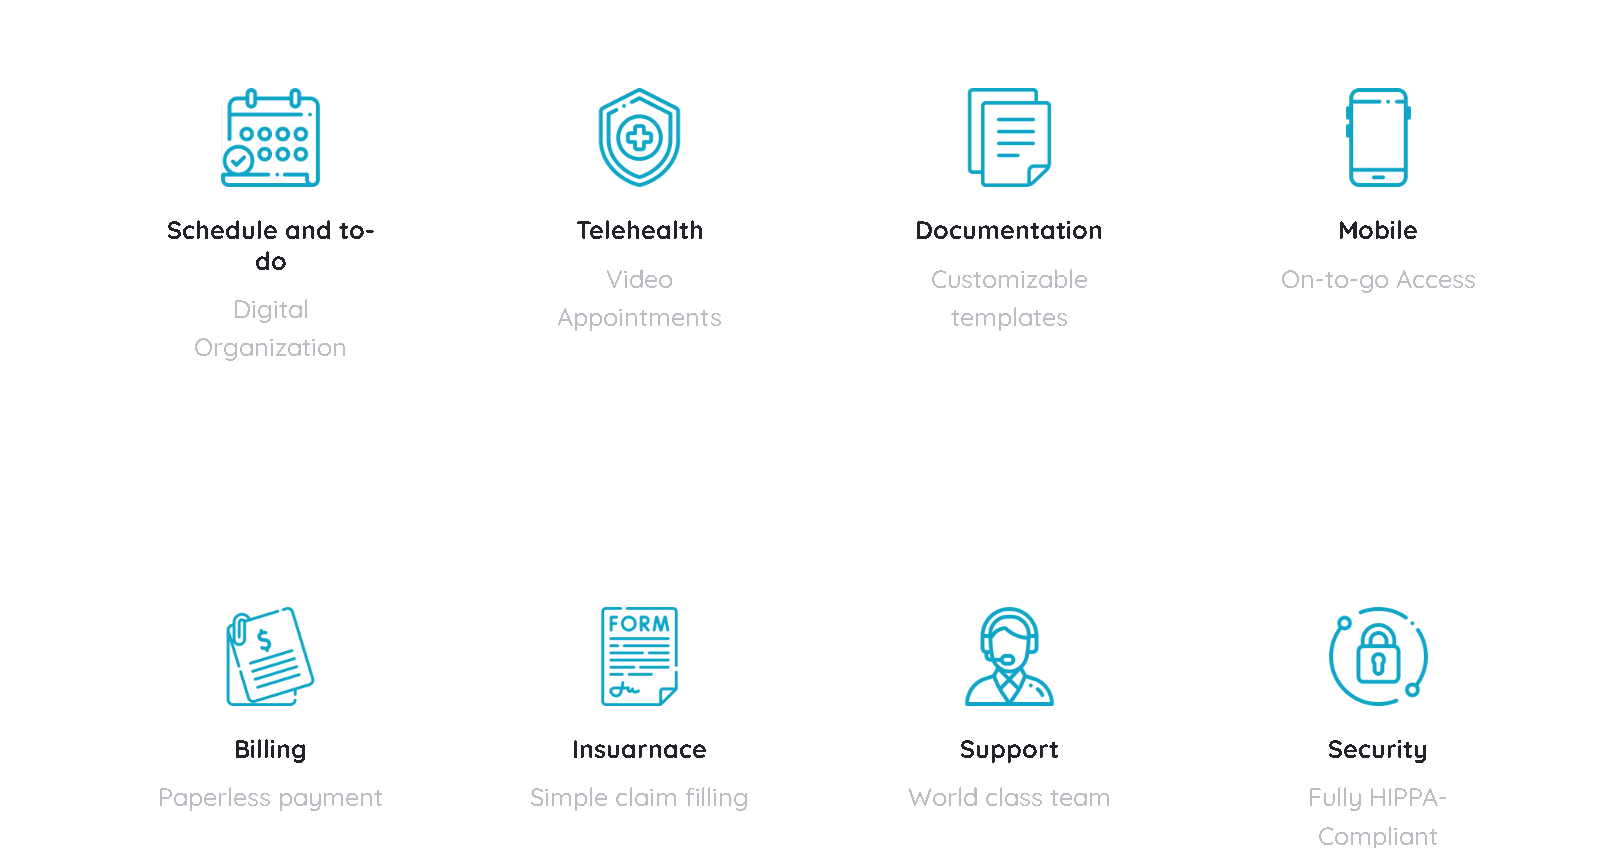 Schedule and to-
do
Digital
Organization
Telehealth
Video
Appointments
Documentation
Customizable
templates
Mobile
On-to-go Access
Billing
Paperless payment
FORM
Insuarnace
Simple claim filling
Support
World class team
Security
Fully HIPPA-
Compliant